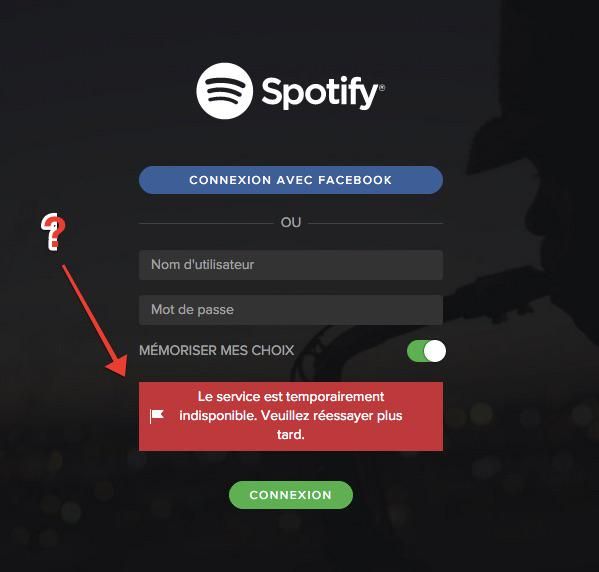 Spotify®
CONNEXION AVEC FACEBOOK
OU
?
Nom d'utilisateur
Mot de passe
MÉMORISER MES CHOIX
Le service est temporairement
indisponible. Veuillez réessayer plus
tard.
CONNEXION